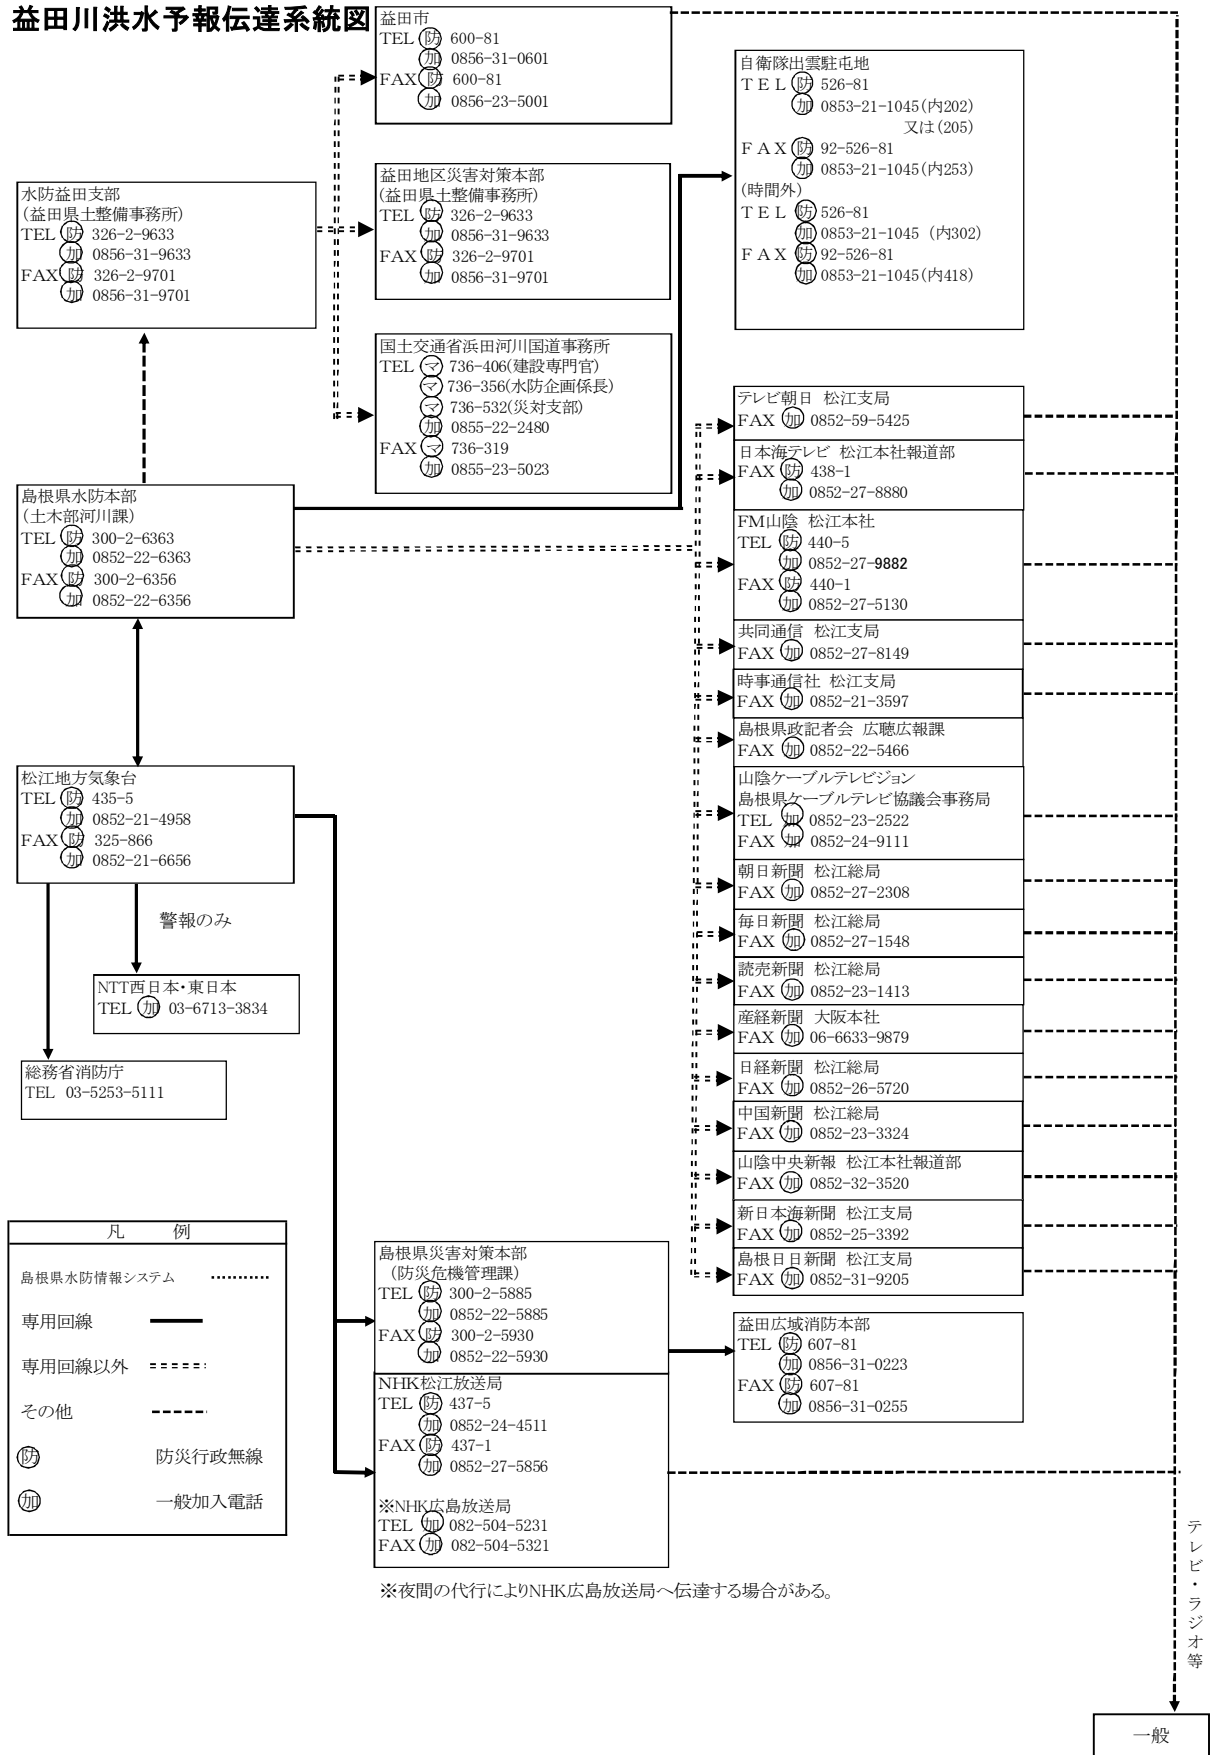 益田川洪水予報伝達系統図
益田市
TEL 防 600-81
加 0856-31-0601
FAX 防 600-81
加 0856-23-5001
自衛隊出雲駐屯地
TEL 防 526-81
加 0853-21-1045(内202)
又は(205)
FAX 防 92-526-81
加 0853-21-1045(内253)
(時間外)
TEL 防 526-81
加 0853-21-1045 (内302)
FAX 防 92-526-81
加 0853-21-1045(内418)
水防益田支部
(益田県土整備事務所)
TEL 防 326-2-9633
加 0856-31-9633
FAX 防 326-2-9701
加 0856-31-9701
益田地区災害対策本部
(益田県土整備事務所)
TEL 防 326-2-9633
加 0856-31-9633
FAX 防 326-2-9701
加 0856-31-9701
国土交通省浜田河川国道事務所
TEL マ 736-406(建設専門官)
マ 736-356(水防企画係長)
マ 736-532(災対支部)
加 0855-22-2480
FAX マ 736-319
加 0855-23-5023
島根県水防本部
(土木部河川課)
TEL 防 300-2-6363
加 0852-22-6363
FAX 防 300-2-6356
加 0852-22-6356
テレビ朝日 松江支局
FAX 加 0852-59-5425
日本海テレビ 松江本社報道部
FAX 防 438-1
加 0852-27-8880
FM山陰 松江本社
TEL 防 440-5
加 0852-27-9882
FAX 防 440-1
加 0852-27-5130
共同通信 松江支局
FAX 加 0852-27-8149
時事通信社 松江支局
FAX 加 0852-21-3597
島根県政記者会 広聴広報課
FAX 加 0852-22-5466
山陰ケーブルテレビジョン
島根県ケーブルテレビ協議会事務局
TEL 加 0852-23-2522
FAX 加 0852-24-9111
朝日新聞 松江総局
FAX 加 0852-27-2308
毎日新聞 松江総局
FAX 加 0852-27-1548
読売新聞 松江総局
FAX 加 0852-23-1413
産経新聞 大阪本社
FAX 加 06-6633-9879
日経新聞 松江総局
FAX 加 0852-26-5720
中国新聞 松江総局
FAX 加 0852-23-3324
山陰中央新報 松江本社報道部
FAX 加 0852-32-3520
新日本海新聞 松江支局
FAX 加 0852-25-3392
島根日日新聞 松江支局
FAX 加 0852-31-9205
松江地方気象台
TEL 防 435-5
加 0852-21-4958
FAX 防 325-866
加 0852-21-6656
警報のみ
NTT西日本・東日本
TEL 加 03-6713-3834
総務省消防庁
TEL 03-5253-5111
凡 例
島根県水防情報システム
専用回線
専用回線以外
その他
防 防災行政無線
加 一般加入電話
島根県災害対策本部
(防災危機管理課)
TEL 防 300-2-5885
加 0852-22-5885
FAX 防 300-2-5930
加 0852-22-5930
NHK松江放送局
TEL 防 437-5
加 0852-24-4511
FAX 防 437-1
加 0852-27-5856
※NHK広島放送局
TEL 加 082-504-5231
FAX 加 082-504-5321
益田広域消防本部
TEL 防 607-81
加 0856-31-0223
FAX 防 607-81
加 0856-31-0255
※夜間の代行によりNHK広島放送局へ伝達する場合がある。
テレビ・ラジオ等
一般